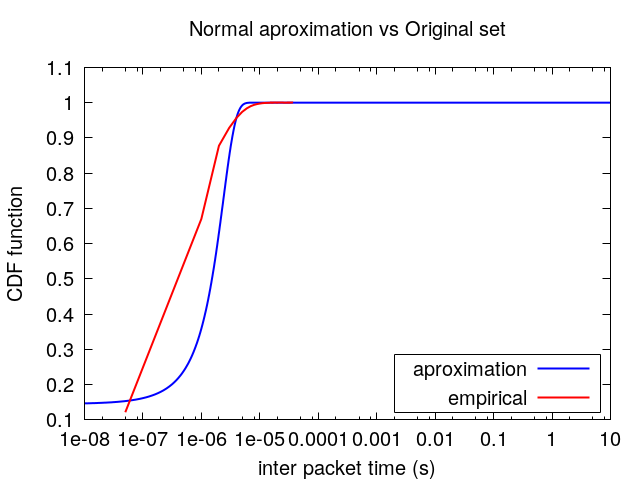 Normal aproximation vs Original set
1.1
1
0.9
0.8
0.7
0.6
0.5
0.4
0.3
0.2
0.1
CDF function
aproximation
empirical
1e-08 1e-07 1e-06 1e-05 0.0001 0.001 0.01 0.1 1 10
inter packet time (s)